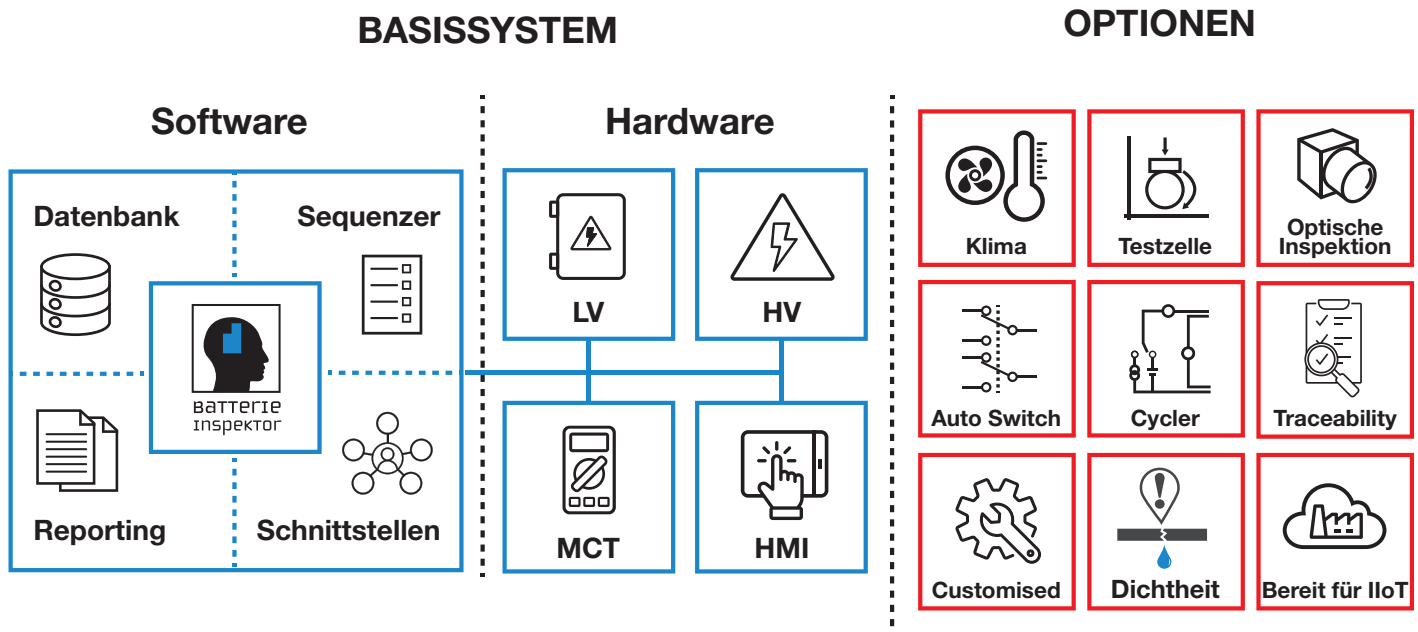 BASISSYSTEM
OPTIONEN
Software
Hardware
Datenbank
Sequenzer
BATTERIE
INSPEKTOR
Reporting
Schnittstellen
LV
HV
MCT
HMI
Klima
Testzelle
Optische
Inspektion
Auto Switch
Cycler
Traceability
Customised
Dichtheit
Bereit für IIoT